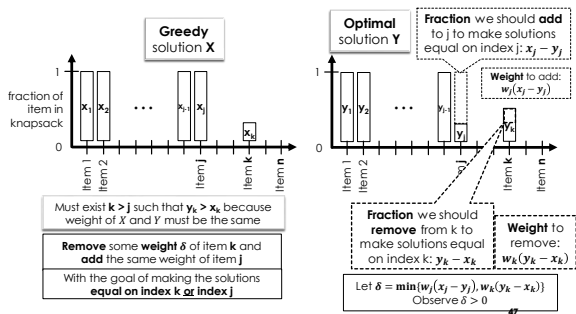 Greedy
solution X
fraction of
item in
knapsack
1
0
x1
x2
• • •
xj-1
xj
xk
Item 1
Item 2
Item j
Item k
Item n
Must exist k > j such that yk > xk because
weight of X and Y must be the same
Remove some weight δ of item k and
add the same weight of item j
With the goal of making the solutions
equal on index k or index j
Optimal
solution Y
Fraction we should add
to j to make solutions
equal on index j: xj − yj
Weight to add:
wj(xj − yj)
1
0
y1
y2
• • •
yj-1
yj
yk
Item 1
Item 2
Item k
Item n
Fraction we should
remove from k to
make solutions equal
on index k: yk − xk
Weight to
remove:
wk(yk − xk)
Let δ = min{wj(xj − yj), wk(yk − xk)}
Observe δ > 0
47